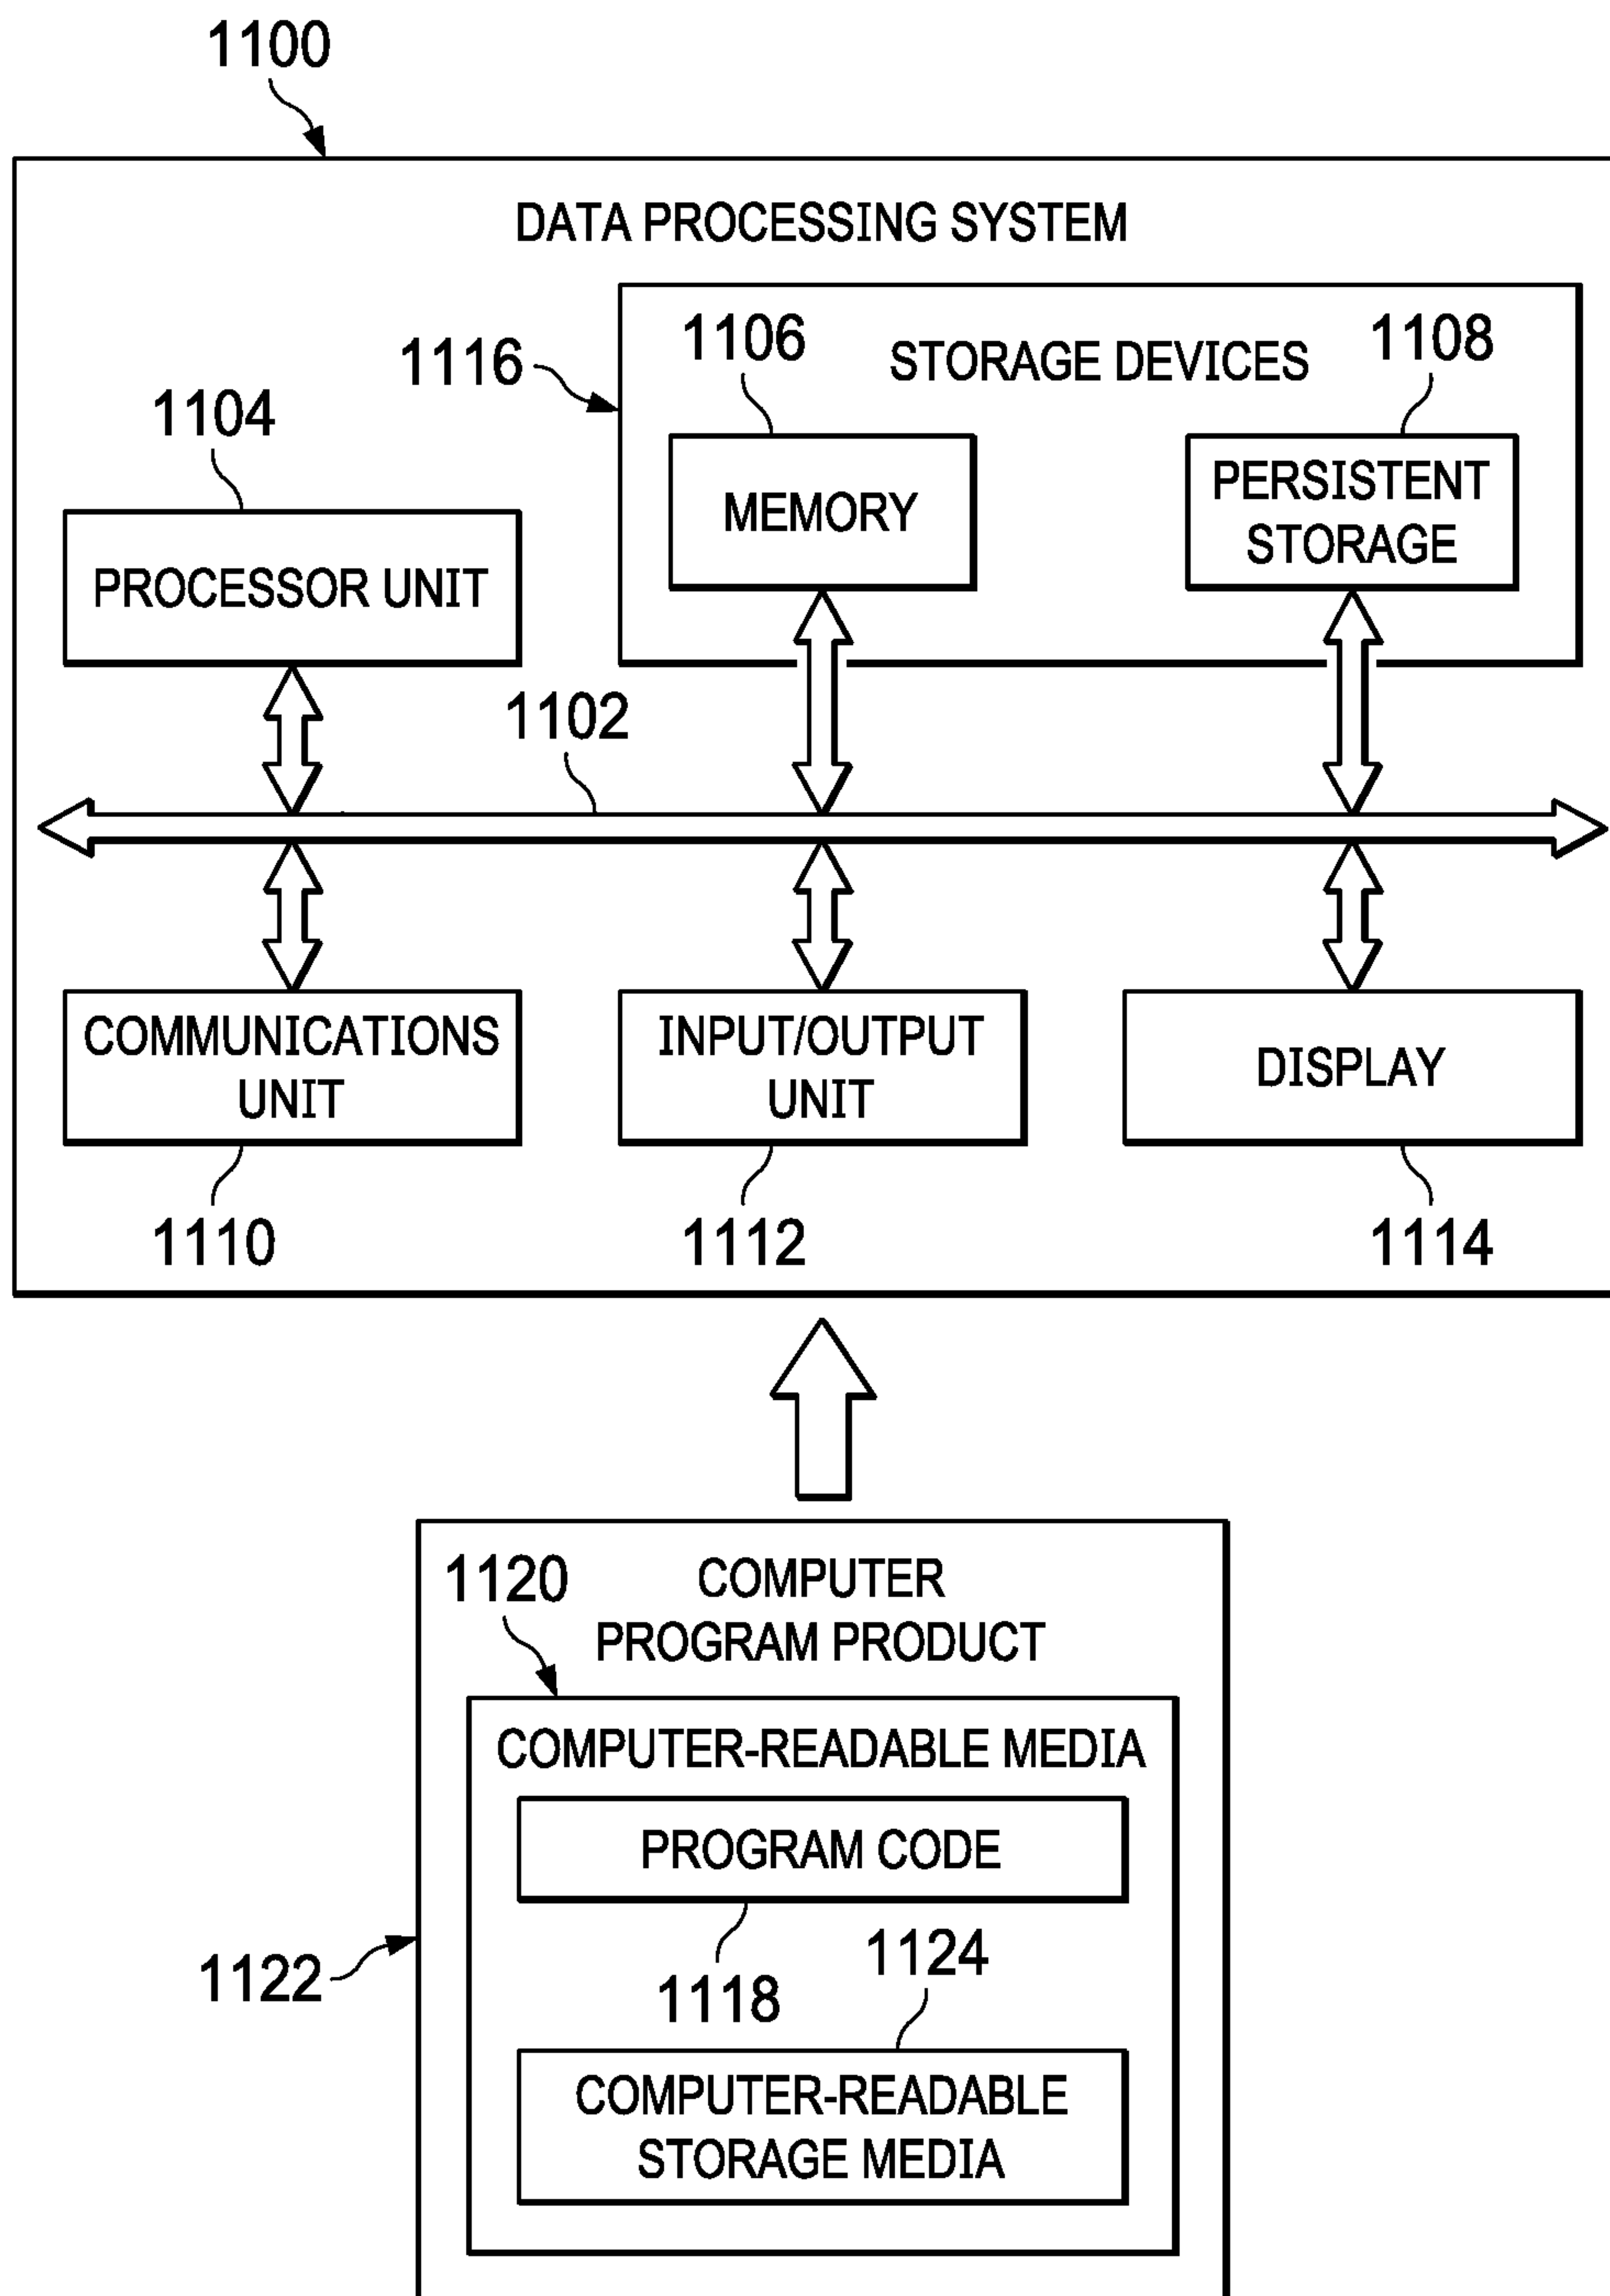 1100
DATA PROCESSING SYSTEM
1116
1106
STORAGE DEVICES
1108
1104
MEMORY
PERSISTENT
STORAGE
PROCESSOR UNIT
1102
COMMUNICATIONS
UNIT
INPUT/OUTPUT
UNIT
DISPLAY
1110
1112
1114
1120
COMPUTER
PROGRAM PRODUCT
COMPUTER-READABLE MEDIA
PROGRAM CODE
1122
1118
1124
COMPUTER-READABLE
STORAGE MEDIA